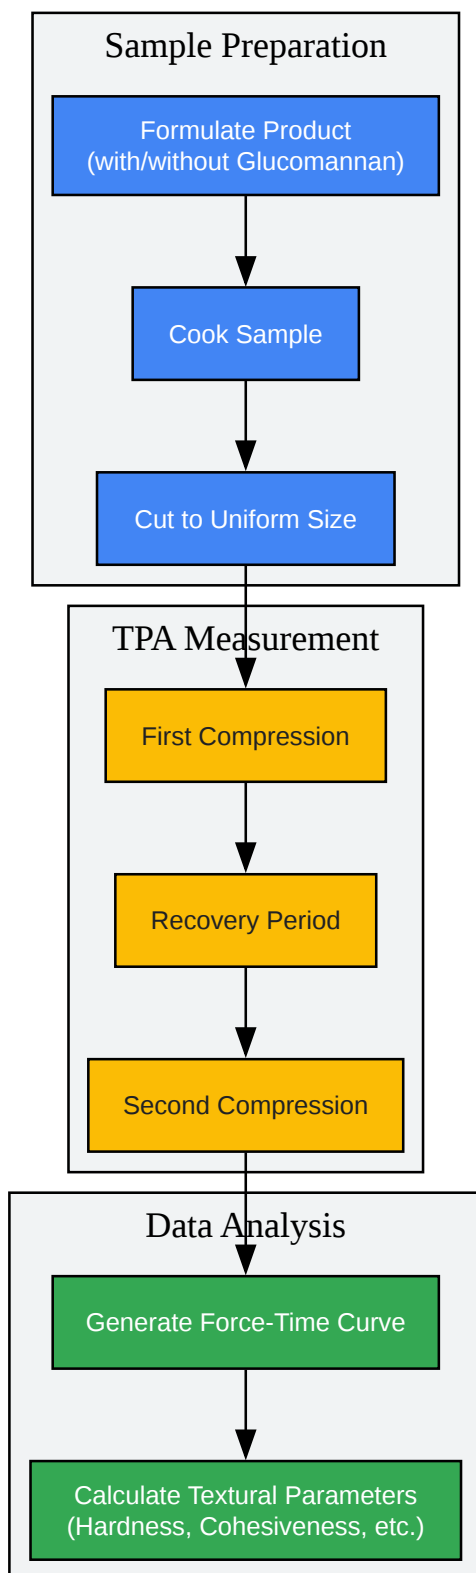 Sample Preparation
Formulate Product
(with/without Glucomannan)
Cook Sample
Cut to Uniform Size
TPA Measurement
First Compression
Recovery Period
Second Compression
Data Analysis
Generate Force-Time Curve
Calculate Textural Parameters
(Hardness, Cohesiveness, etc.)